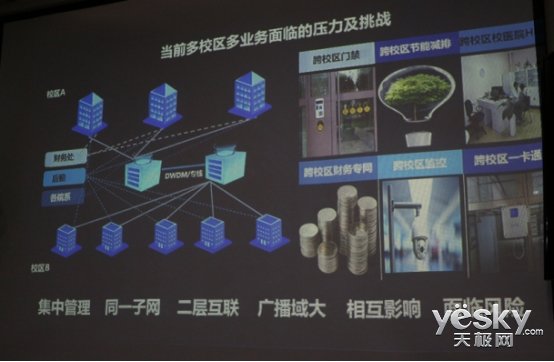 当前多校区多业务面临的压力及挑战
校区A
财务处
后勤
各院系
DWDM/专线
校区B
跨校区门禁
跨校区节能减排
跨校区校医院H
跨校区财务专网
跨校区监控
跨校区一卡通
集中管理 同一子网 二层互联 广播域大 相互影响 面临风险
yesky.com
天极网